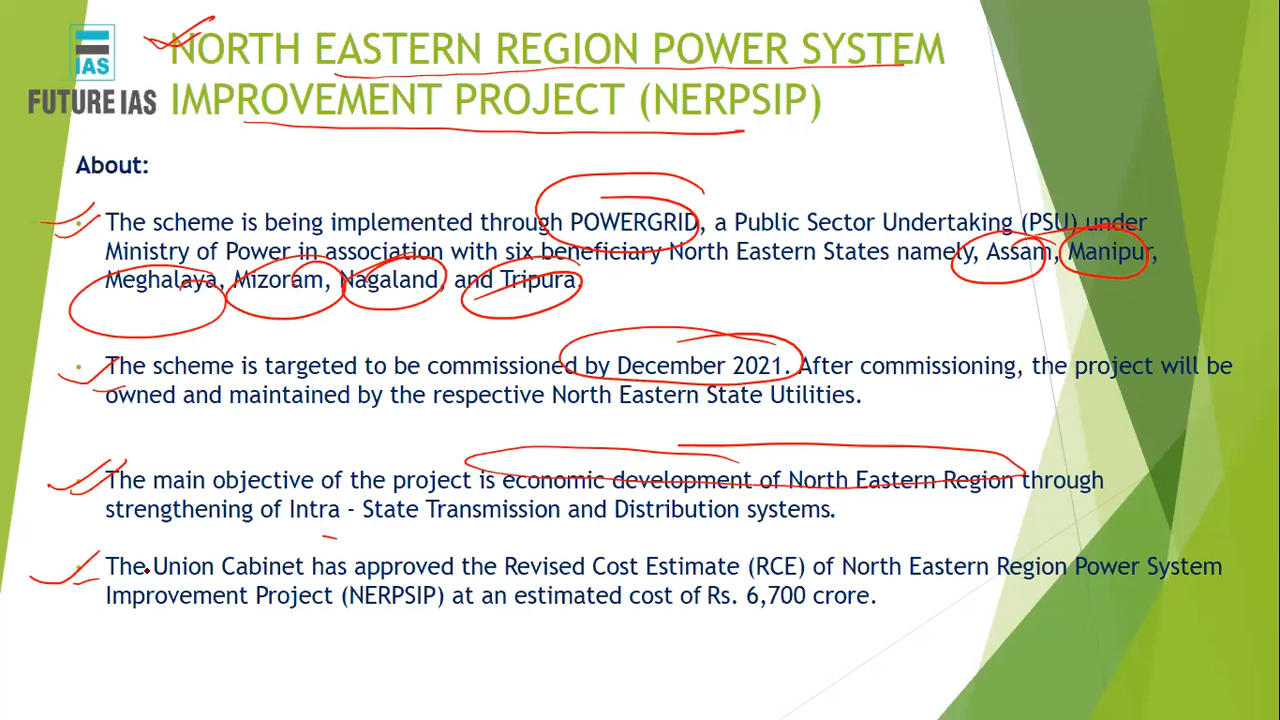 IAS
FUTURE IAS
NORTH EASTERN REGION POWER SYSTEM
IMPROVEMENT PROJECT (NERPSIP)
About:
• The scheme is being implemented through POWERGRID, a Public Sector Undertaking (PSU) under
Ministry of Power in association with six beneficiary North Eastern States namely, Assam, Manipur,
Meghalaya, Mizoram, Nagaland, and Tripura.
• The scheme is targeted to be commissioned by December 2021. After commissioning, the project will be
owned and maintained by the respective North Eastern State Utilities.
• The main objective of the project is economic development of North Eastern Region through
strengthening of Intra - State Transmission and Distribution systems.
• The Union Cabinet has approved the Revised Cost Estimate (RCE) of North Eastern Region Power System
Improvement Project (NERPSIP) at an estimated cost of Rs. 6,700 crore.